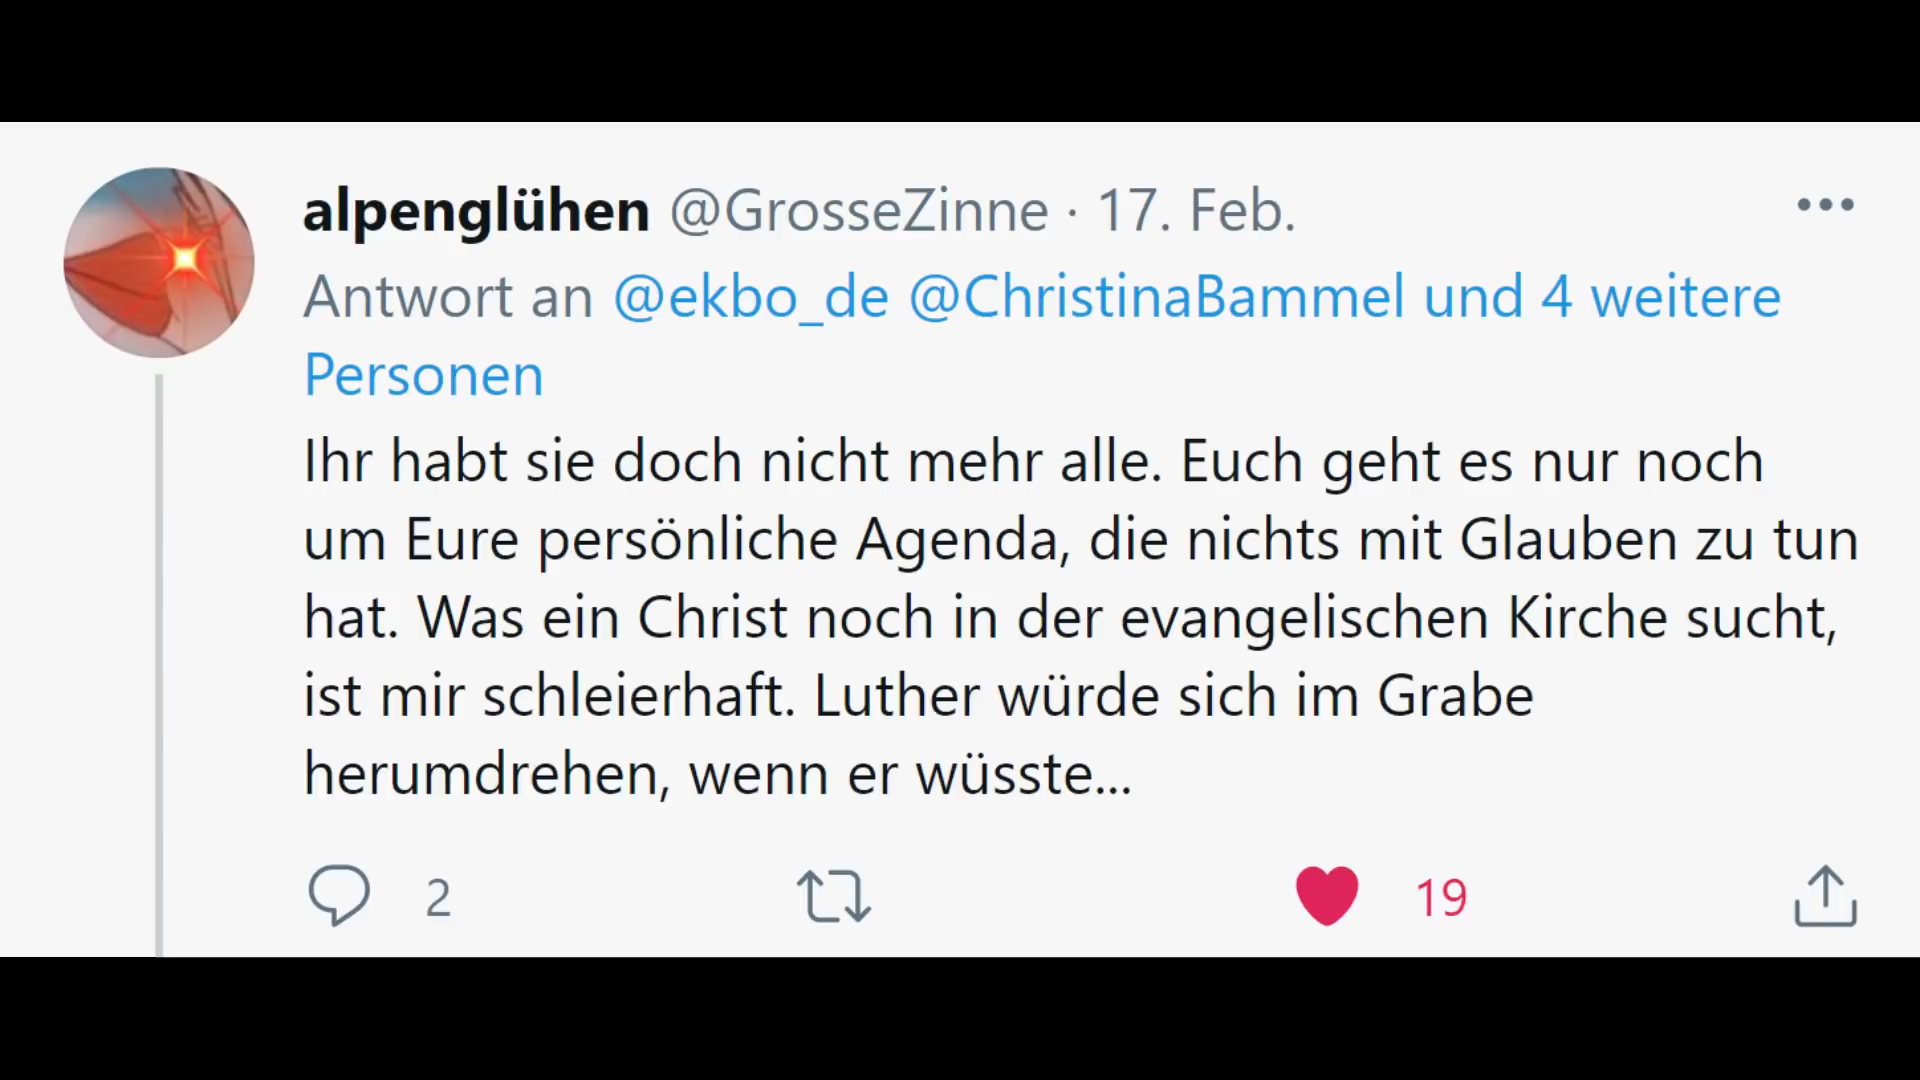 alpenglühen @GrosseZinne · 17. Feb.
Antwort an @ekbo_de @ChristinaBammel und 4 weitere
Personen
Ihr habt sie doch nicht mehr alle. Euch geht es nur noch
um Eure persönliche Agenda, die nichts mit Glauben zu tun
hat. Was ein Christ noch in der evangelischen Kirche sucht,
ist mir schleierhaft. Luther würde sich im Grabe
herumdrehen, wenn er wüsste...
2 19